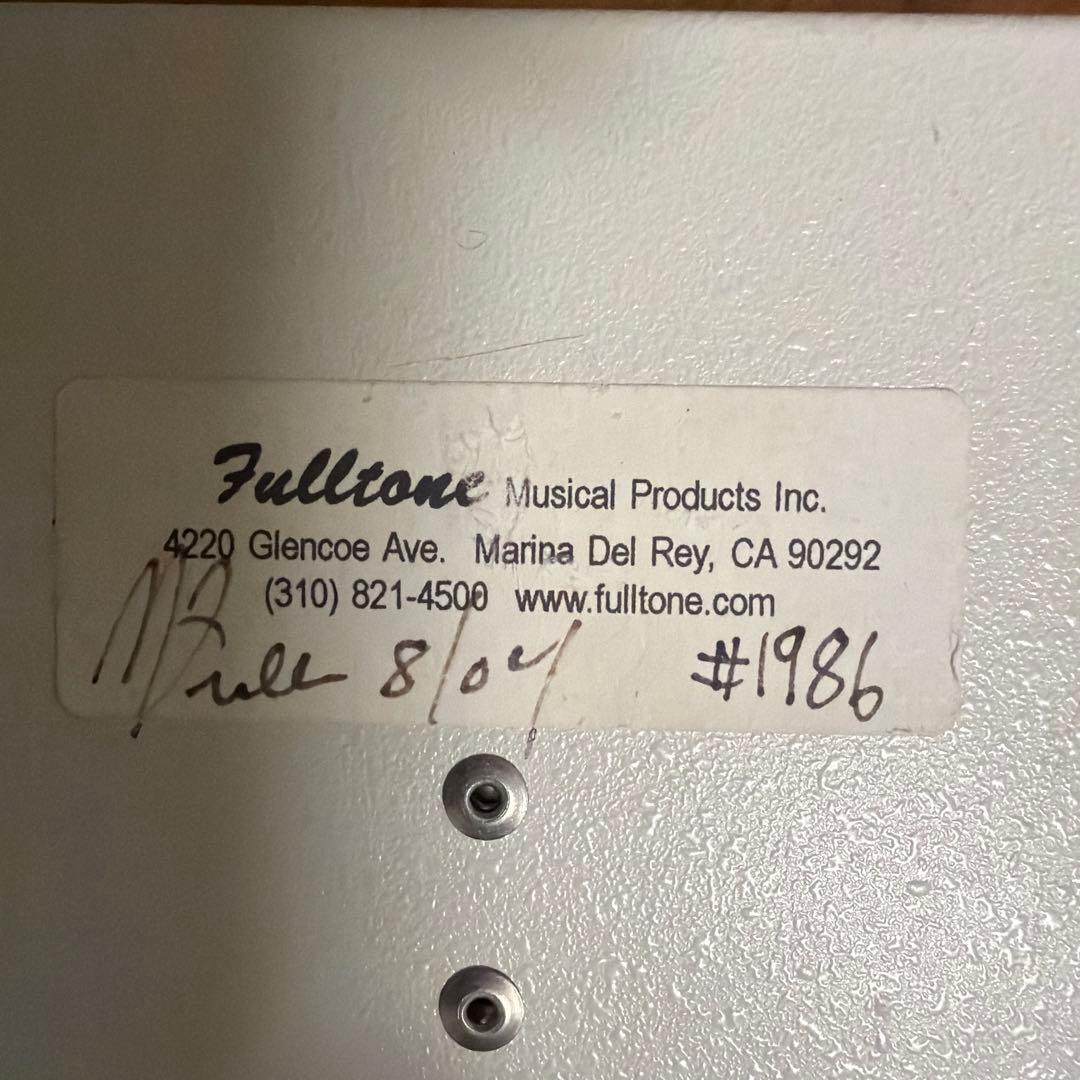 Fulltone Musical Products Inc.
4220 Glencoe Ave. Marina Del Rey, CA 90292
(310) 821-4500 www.fulltone.com
8/04 #1986